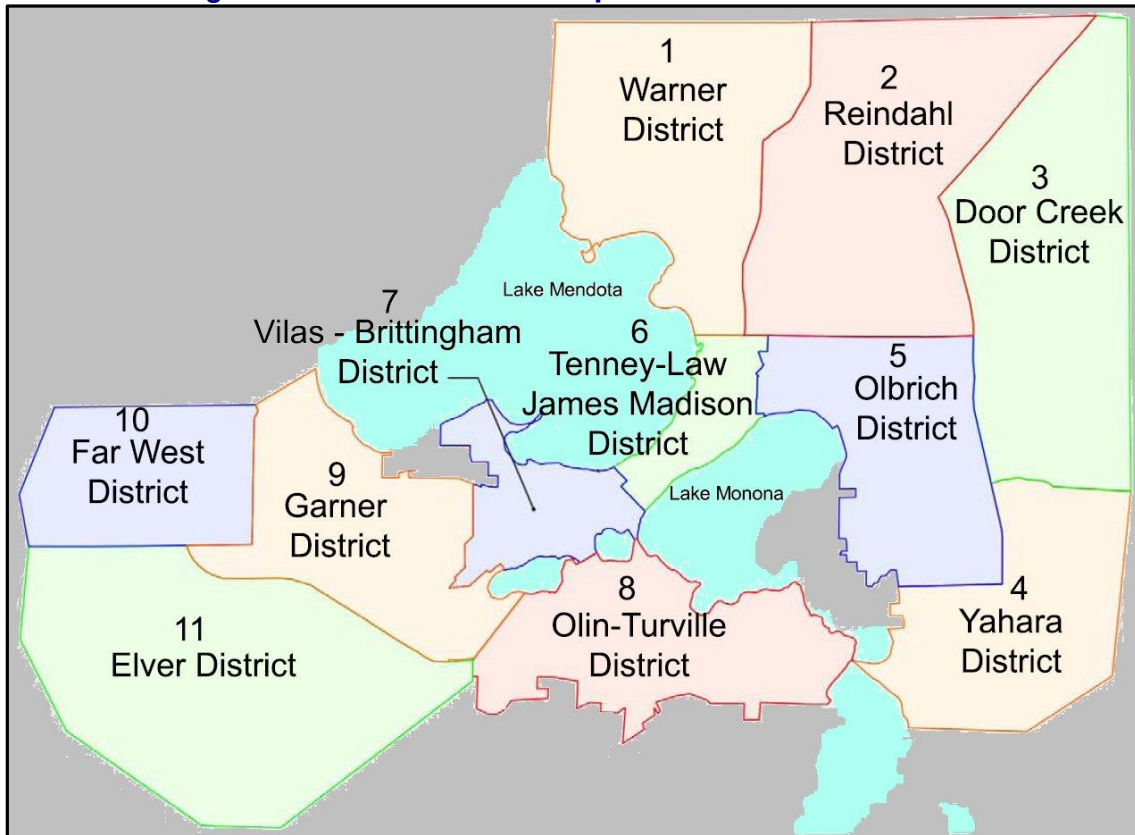 1
Warner
District
2
Reindahl
District
3
Door Creek
District
Lake Mendota
7
Vilas - Brittingham
District
6
Tenney-Law
James Madison
District
5
Olbrich
District
10
Far West
District
9
Garner
District
Lake Monona
8
Olin-Turville
District
4
Yahara
District
11
Elver District